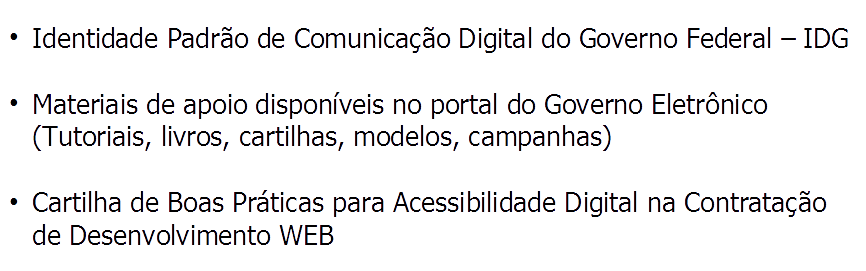 • Identidade Padrão de Comunicação Digital do Governo Federal – IDG
• Materiais de apoio disponíveis no portal do Governo Eletrônico
(Tutoriais, livros, cartilhas, modelos, campanhas)
• Cartilha de Boas Práticas para Acessibilidade Digital na Contratação
de Desenvolvimento WEB